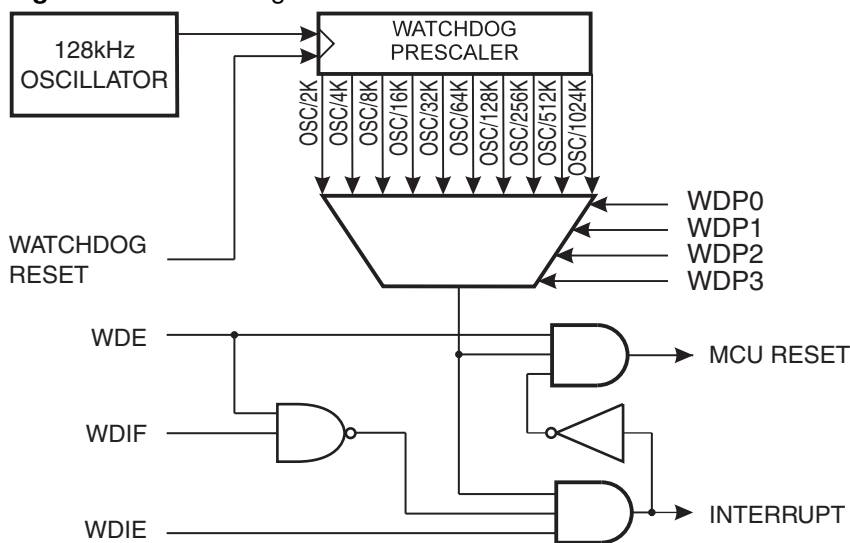 128kHz
OSCILLATOR
WATCHDOG
PRESCALER
OSC/2K
OSC/4K
OSC/8K
OSC/16K
OSC/32K
OSC/64K
OSC/128K
OSC/256K
OSC/512K
OSC/1024K
WDP0
WDP1
WDP2
WDP3
WATCHDOG
RESET
WDE
MCU RESET
WDIF
INTERRUPT
WDIE